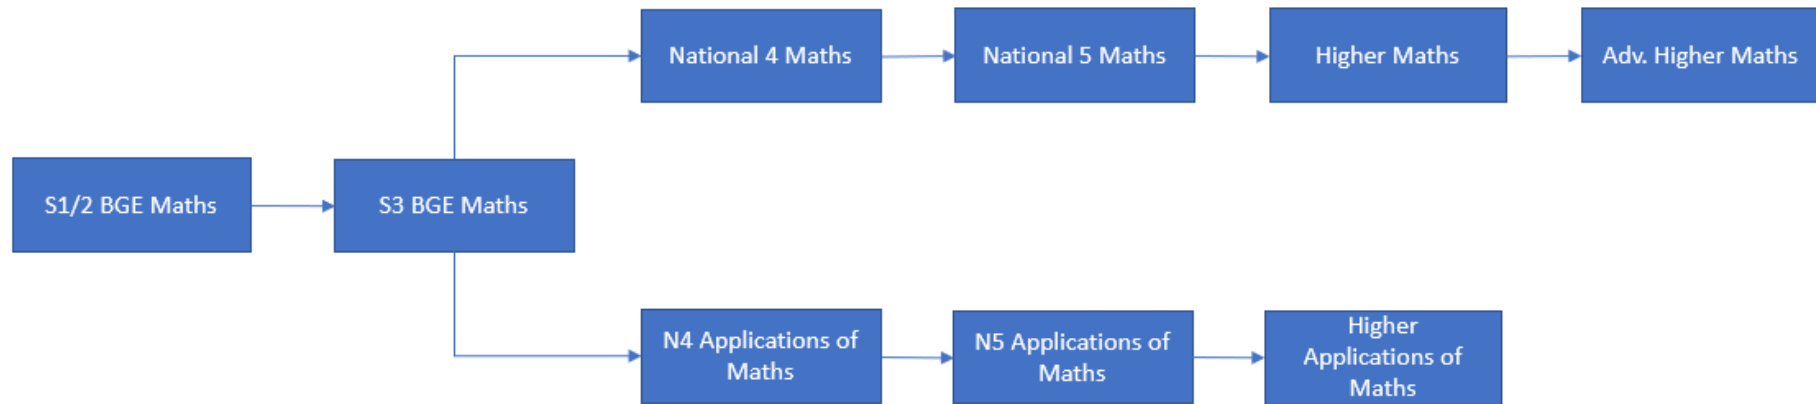 National 4 Maths
National 5 Maths
Higher Maths
Adv. Higher Maths
S1/2 BGE Maths
S3 BGE Maths
N4 Applications of
Maths
N5 Applications of
Maths
Higher
Applications of
Maths